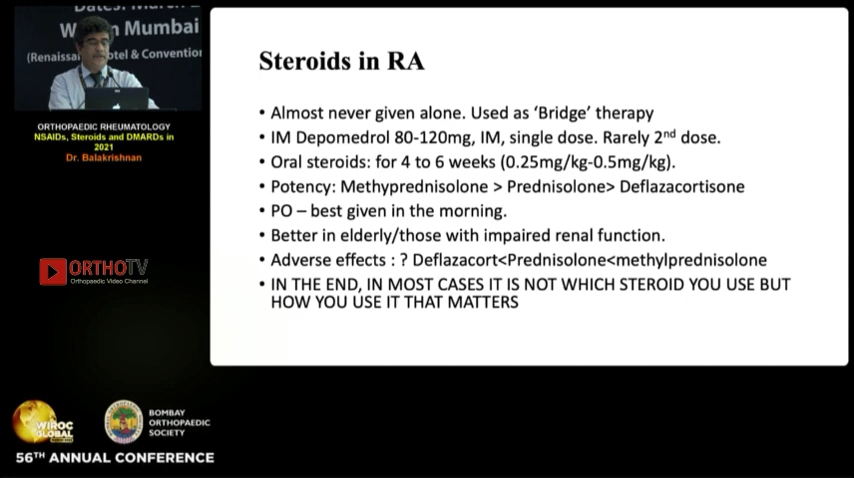 Dates: March 2
W n Mumbai
(Renaissa otel & Convention
ORTHOPAEDIC RHEUMATOLOGY
NSAIDs, Steroids and DMARDs in
2021
Dr. Balakrishnan
ORTHOTV
Orthopaedic Video Channel
WIROC
GLOBAL
BOMBAY
ORTHOPAEDIC
SOCIETY
56TH ANNUAL CONFERENCE
Steroids in RA
• Almost never given alone. Used as ‘Bridge’ therapy
• IM Depomedrol 80-120mg, IM, single dose. Rarely 2nd dose.
• Oral steroids: for 4 to 6 weeks (0.25mg/kg-0.5mg/kg).
• Potency: Methyprednisolone > Prednisolone> Deflazacortisone
• PO – best given in the morning.
• Better in elderly/those with impaired renal function.
• Adverse effects : ? Deflazacort<Prednisolone<methylprednisolone
• IN THE END, IN MOST CASES IT IS NOT WHICH STEROID YOU USE BUT
HOW YOU USE IT THAT MATTERS